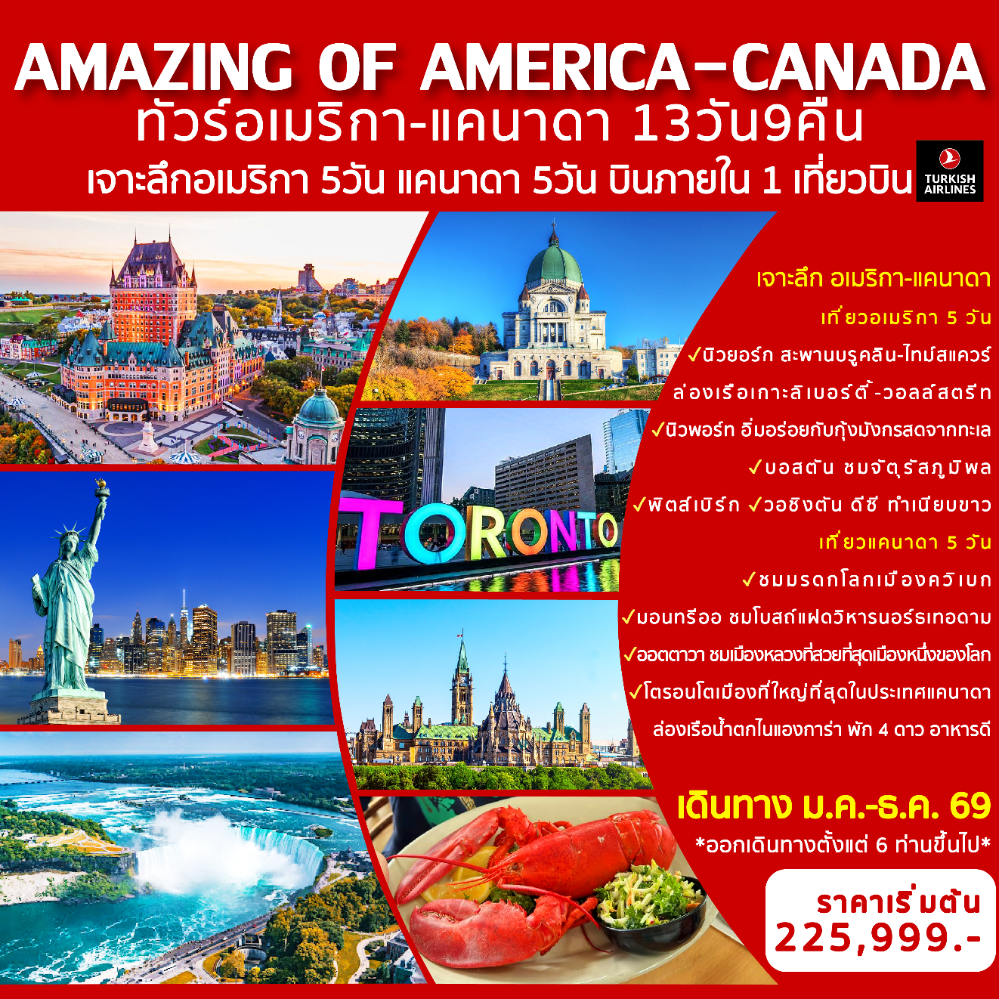 AMAZING OF AMERICA-CANADA
ทัวร์อเมริกา-แคนาดา 13วัน9คืน
เจาะลึกอเมริกา 5วัน แคนาดา 5วัน บินภายใน 1 เที่ยวบิน
TURKISH
AIRLINES
เจาะลึก อเมริกา-แคนาดา
เที่ยวอเมริกา 5 วัน
✓นิวยอร์ก สะพานบรูคลิน-ไทม์สแควร์
ล่องเรือเกาะลิเบอร์ตี้-วอลล์สตรีท
✓นิวพอร์ท อิ่มอร่อยกับกุ้งมังกรสดจากทะเล
✓บอสตัน ชมจัตุรัสภูมิพล
✓พิตส์เบิร์ก ✓วอชิงตัน ดีซี ทำเนียบขาว
เที่ยวแคนาดา 5 วัน
✓ชมมรดกโลกเมืองควิเบก
✓มอนทรีออ ชมโบสถ์แฝดวิหารนอร์ธเทอดาม
✓ออตตาวา ชมเมืองหลวงที่สวยที่สุดเมืองหนึ่งของโลก
✓โตรอนโตเมืองที่ใหญ่ที่สุดในประเทศแคนาดา
ล่องเรือน้ำตกไนแองการ่า พัก 4 ดาว อาหารดี
TORONTO
เดินทาง ม.ค.-ธ.ค. 69
*ออกเดินทางตั้งแต่ 6 ท่านขึ้นไป*
ราคาเริ่มต้น
225,999.-